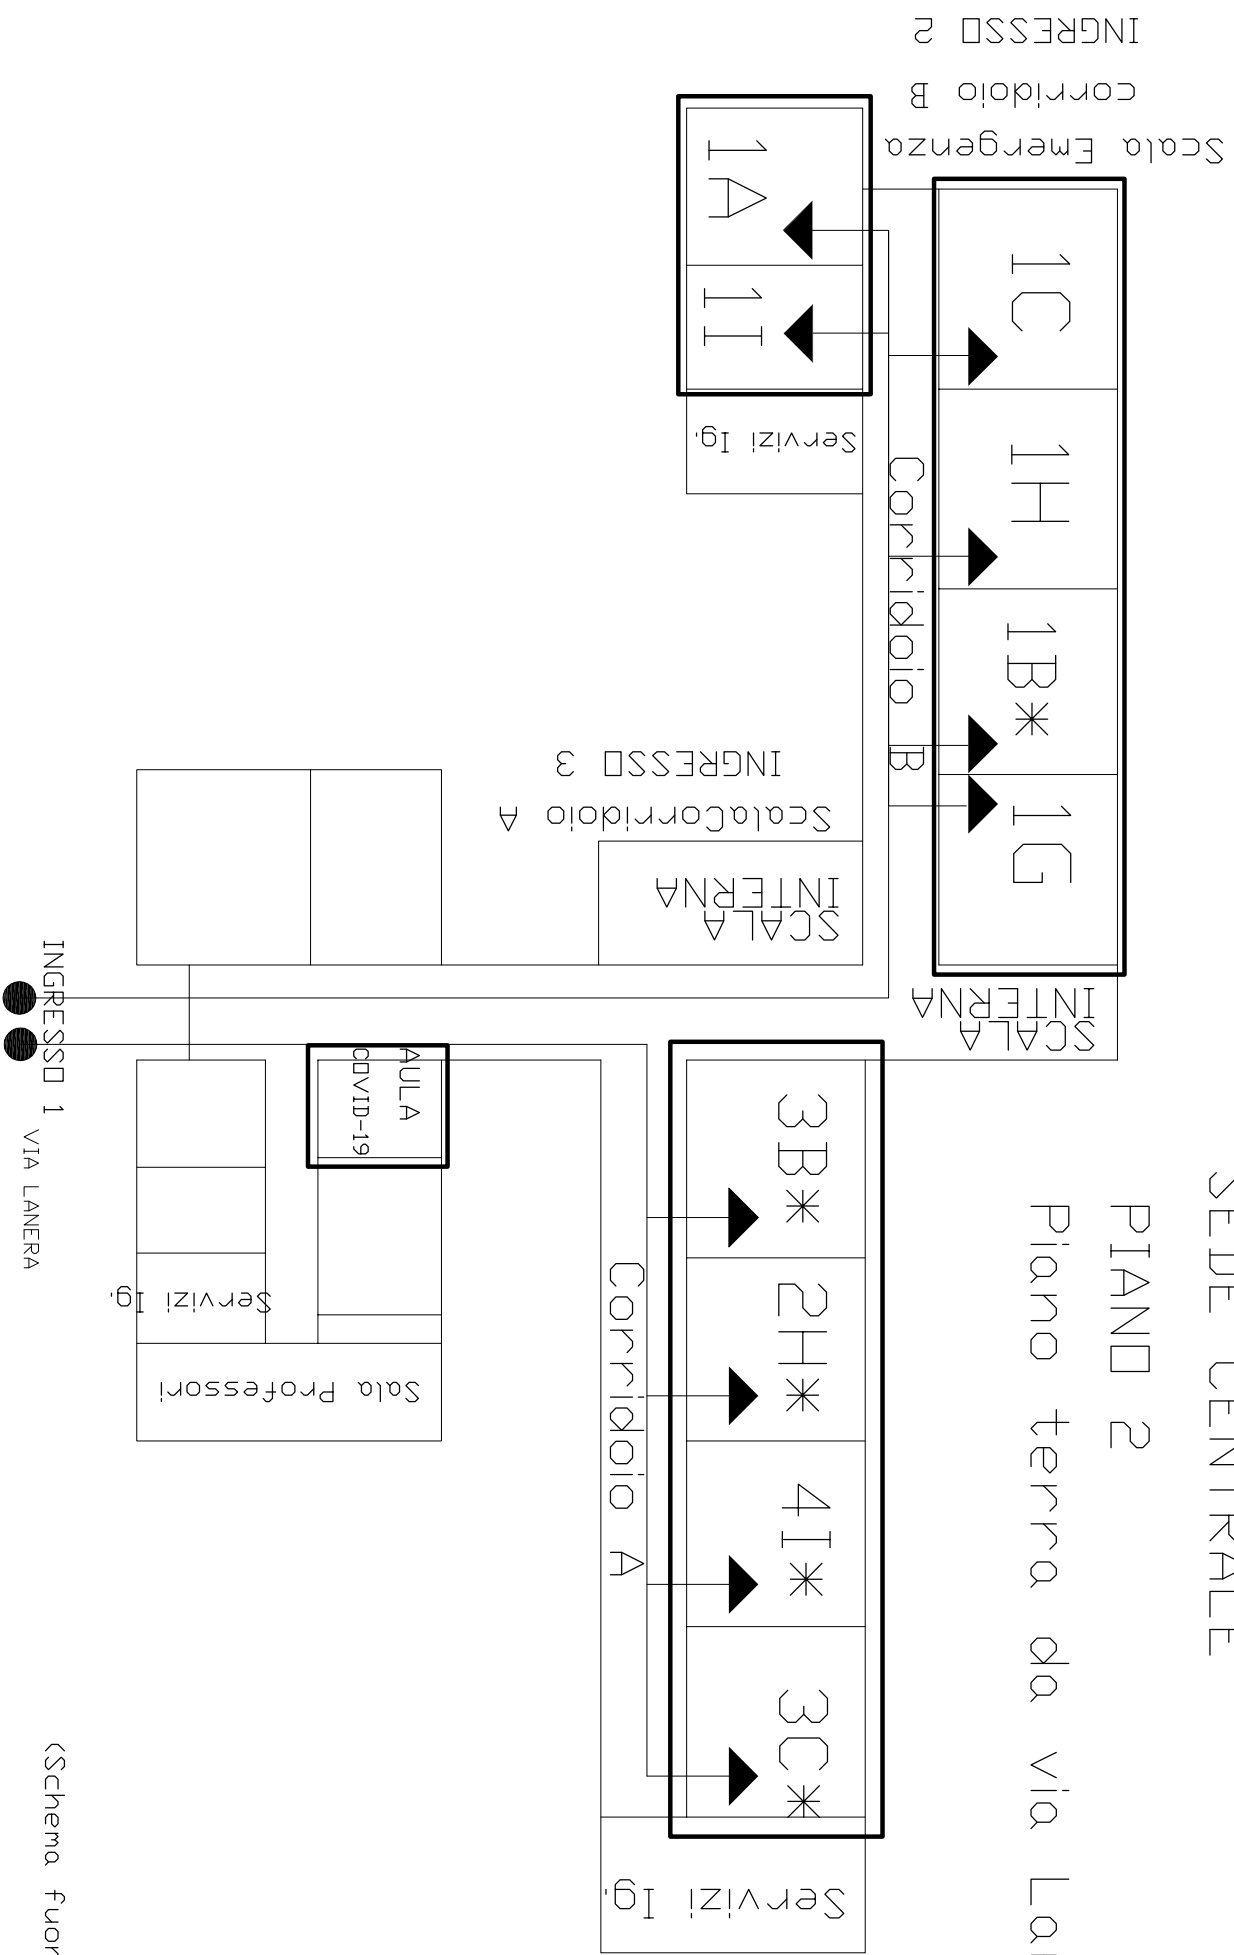 SEDE CENTRALE
PIANO 2
Piano terra da via
INGRESSO 2
corridoio B
Scala Emergenza
1A
1I
Servizi Ig.
1C
1H
1B*
1G
Corridoio B
INGRESSO 3
ScalaCorridoio A
SCALA
INTERNA
SCALA
INTERNA
INGRESSO 1
VIA LANERA
AULA
COVID-19
3B*
2H*
4I*
3C*
Corridoio A
Servizi Ig.
Sala Professori
Servizi Ig.
(Schema